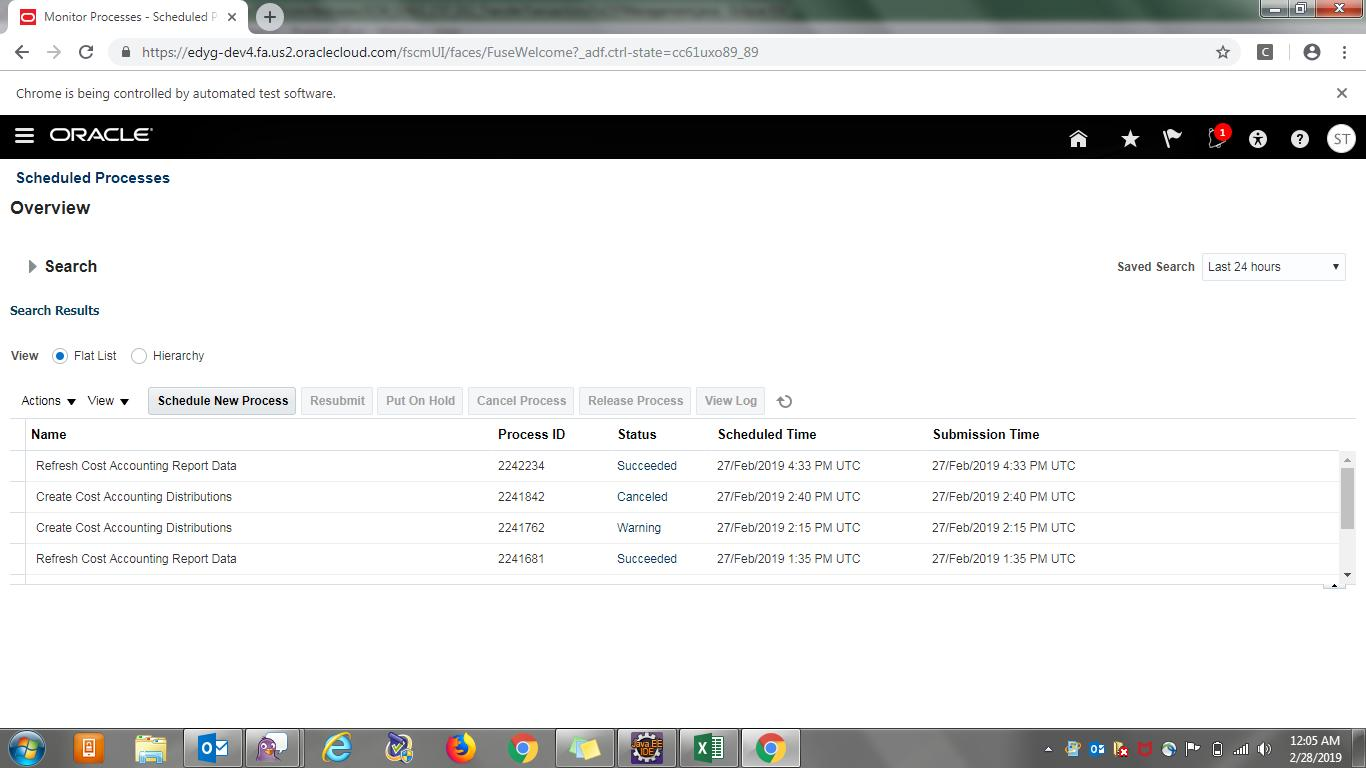 Monitor Processes - Scheduled P
https://edyg-dev4.fa.us2.oraclecloud.com/fscmUI/faces/FuseWelcome?_adf.ctrl-state=cc61uxo89_89
C
Chrome is being controlled by automated test software.
ORACLE
1
ST
Scheduled Processes
Overview
Search
Saved Search Last 24 hours
Search Results
View Flat List Hierarchy
Actions View Schedule New Process Resubmit Put On Hold Cancel Process Release Process View Log
Name Process ID Status Scheduled Time Submission Time
Refresh Cost Accounting Report Data 2242234 Succeeded 27/Feb/2019 4:33 PM UTC 27/Feb/2019 4:33 PM UTC
Create Cost Accounting Distributions 2241842 Canceled 27/Feb/2019 2:40 PM UTC 27/Feb/2019 2:40 PM UTC
Create Cost Accounting Distributions 2241762 Warning 27/Feb/2019 2:15 PM UTC 27/Feb/2019 2:15 PM UTC
Refresh Cost Accounting Report Data 2241681 Succeeded 27/Feb/2019 1:35 PM UTC 27/Feb/2019 1:35 PM UTC
Java EE
IDE
12:05 AM
2/28/2019